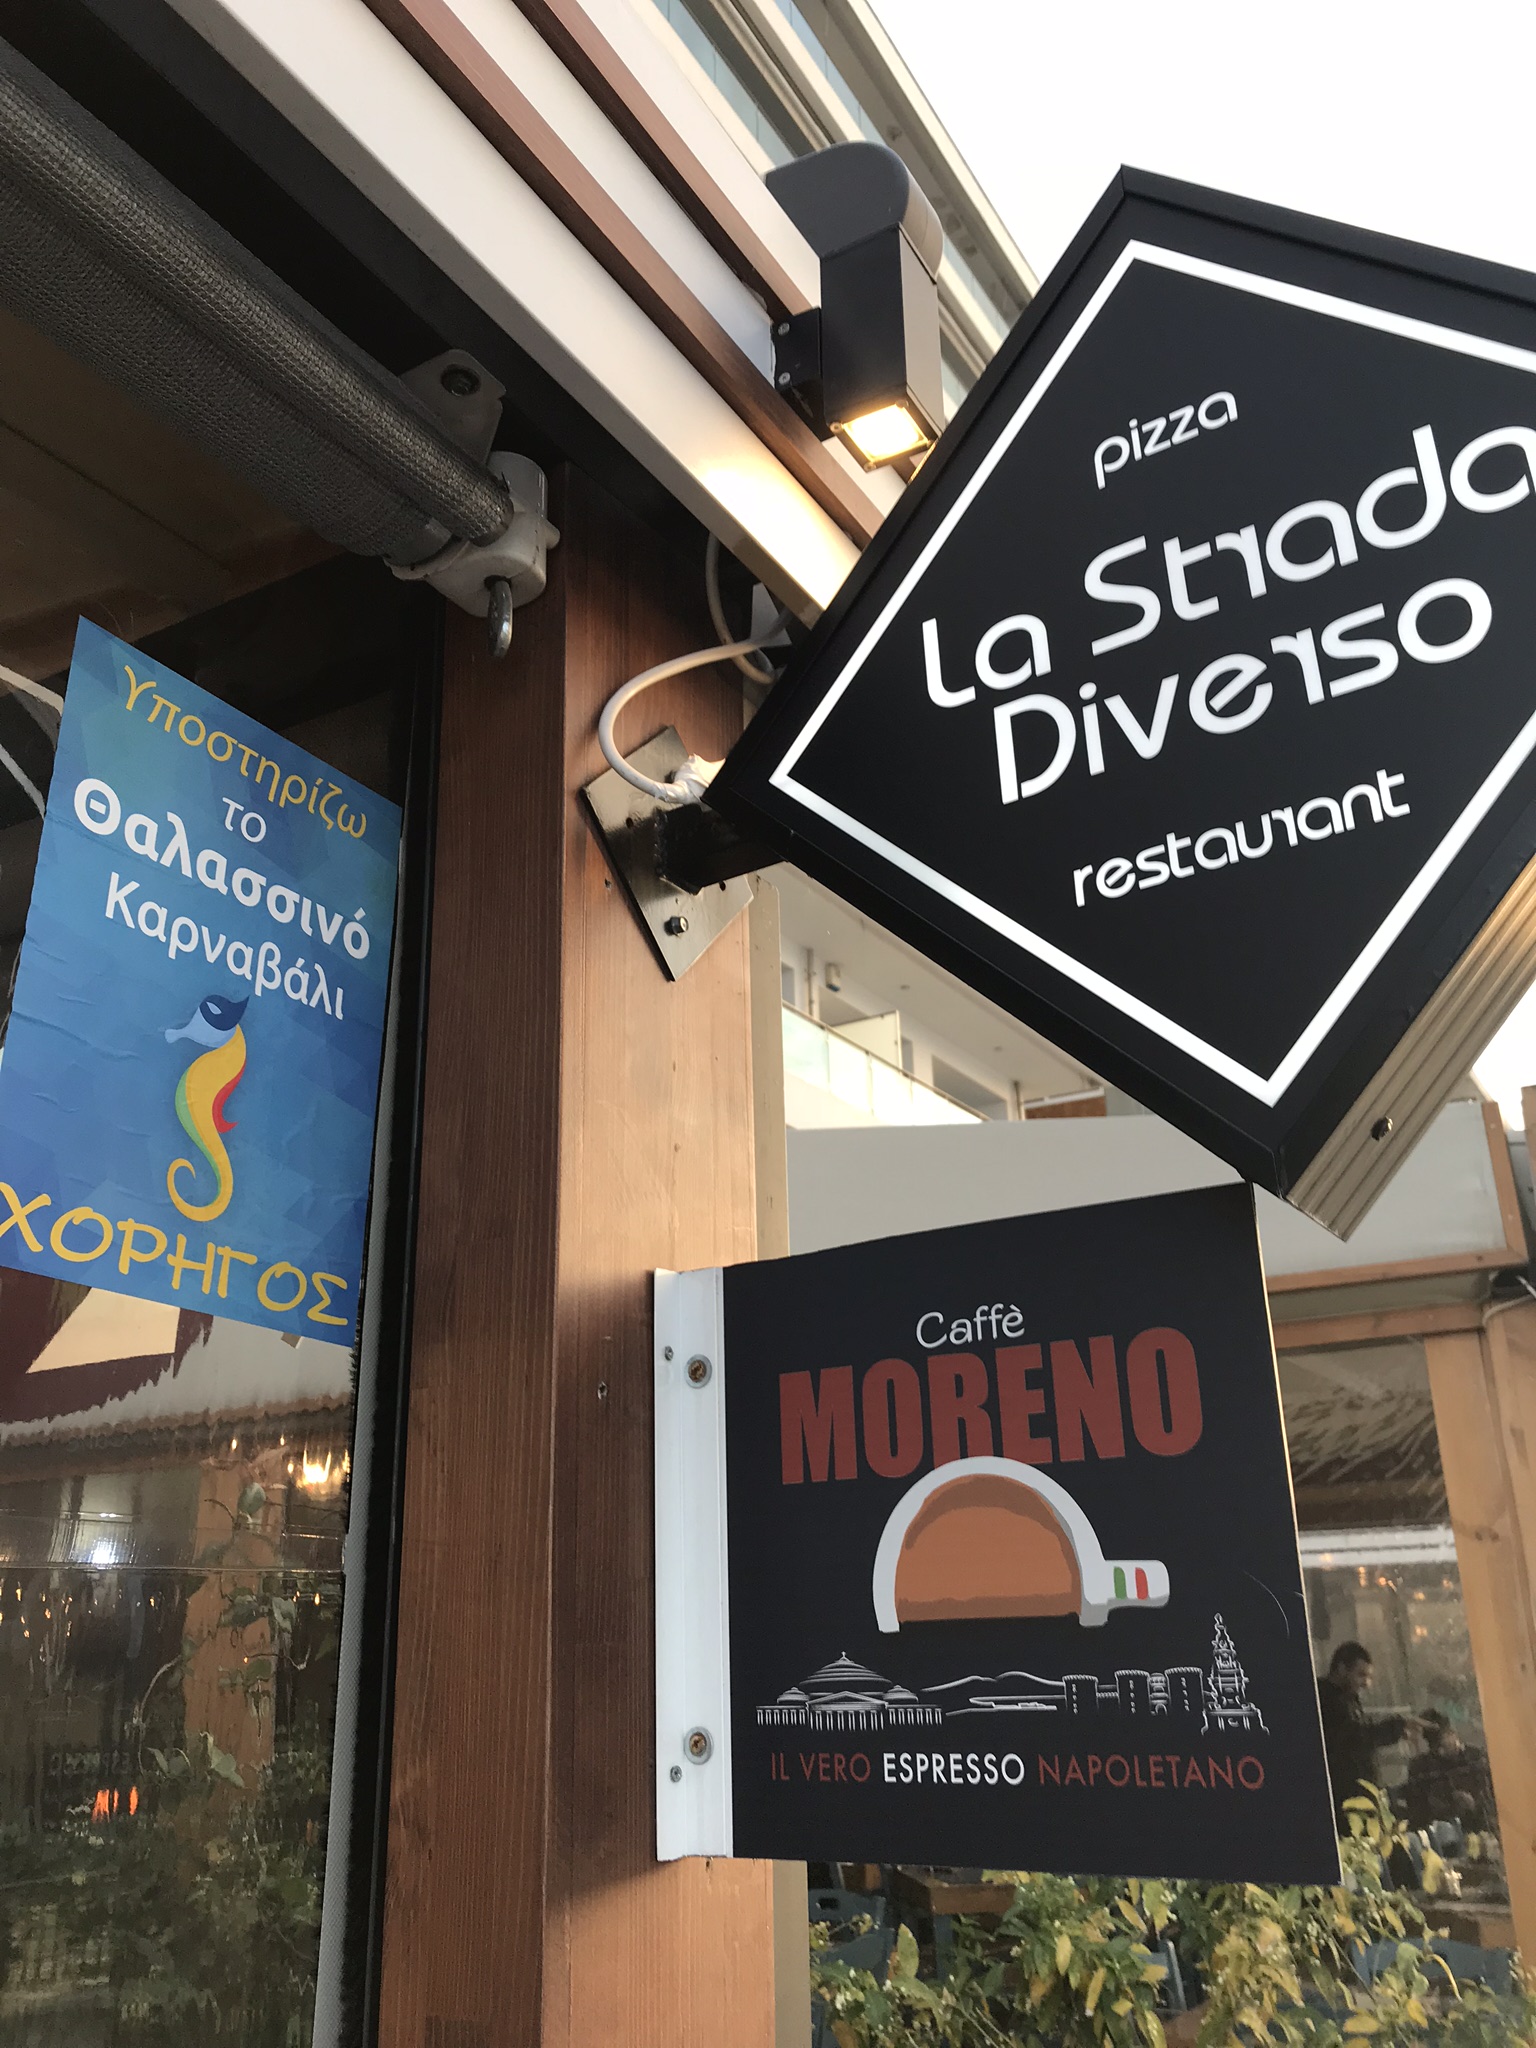 Υποστηρίζω
το
Θαλασσινό
Καρναβάλι
ΧΟΡΗΓΟΣ
pizza
La Strada
Diverso
restaurant
Caffè
MORENO
IL VERO ESPRESSO NAPOLETANO